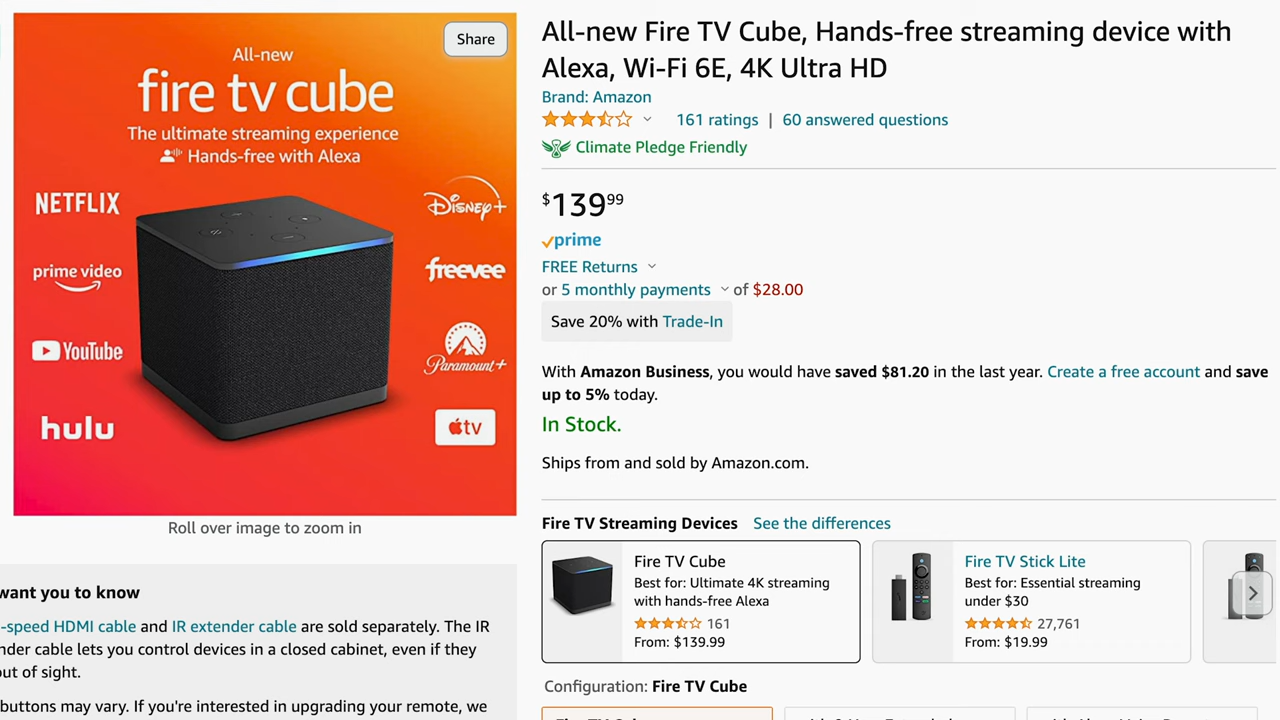 All-new
fire tv cube
The ultimate streaming experience
Hands-free with Alexa
Share
NETFLIX
prime video
YouTube
hulu
Disney+
freevee
Paramount+
tv
Roll over image to zoom in
want you to know
-speed HDMI cable and IR extender cable are sold separately. The IR
nder cable lets you control devices in a closed cabinet, even if they
out of sight.
buttons may vary. If you're interested in upgrading your remote, we
All-new Fire TV Cube, Hands-free streaming device with
Alexa, Wi-Fi 6E, 4K Ultra HD
Brand: Amazon
161 ratings | 60 answered questions
Climate Pledge Friendly
$139 99
prime
FREE Returns
or 5 monthly payments of $28.00
Save 20% with Trade-In
With Amazon Business, you would have saved $81.20 in the last year. Create a free account and save
up to 5% today.
In Stock.
Ships from and sold by Amazon.com.
Fire TV Streaming Devices See the differences
Fire TV Cube
Best for: Ultimate 4K streaming
with hands-free Alexa
161
From: $139.99
Fire TV Stick Lite
Best for: Essential streaming
under $30
27,761
From: $19.99
Configuration: Fire TV Cube